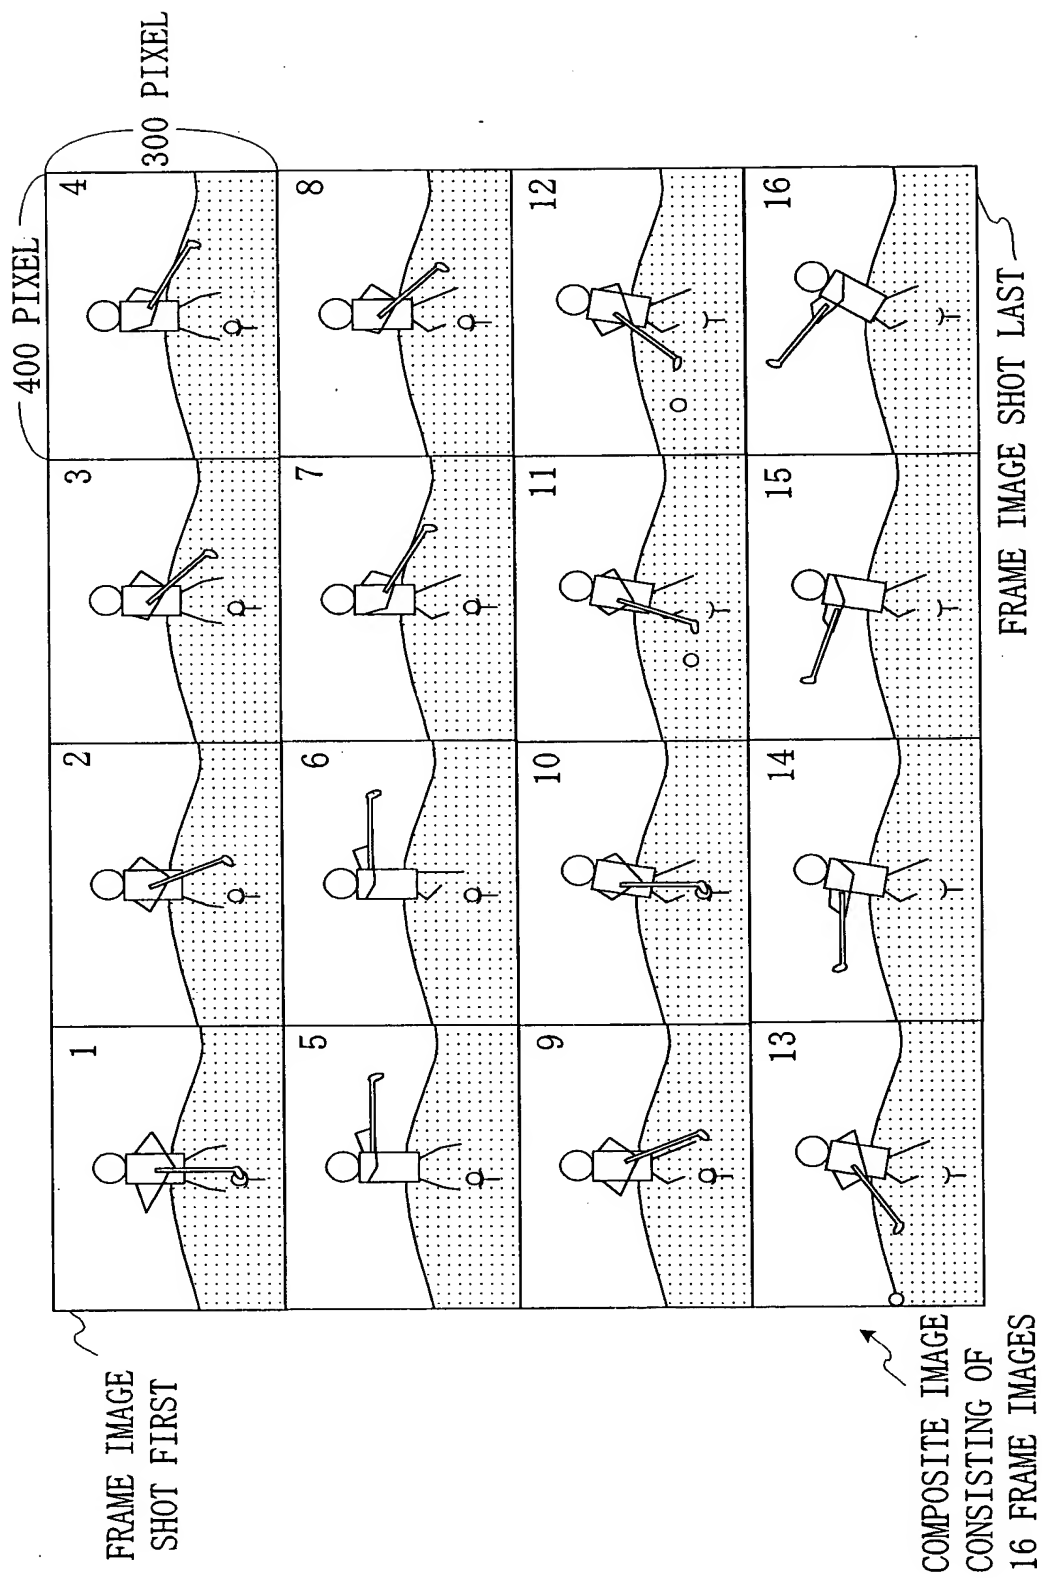 400 PIXEL
300 PIXEL
FRAME IMAGE
SHOT FIRST
1
2
3
4
5
6
7
8
9
10
11
12
13
14
15
16
COMPOSITE IMAGE
CONSISTING OF
16 FRAME IMAGES
FRAME IMAGE SHOT LAST